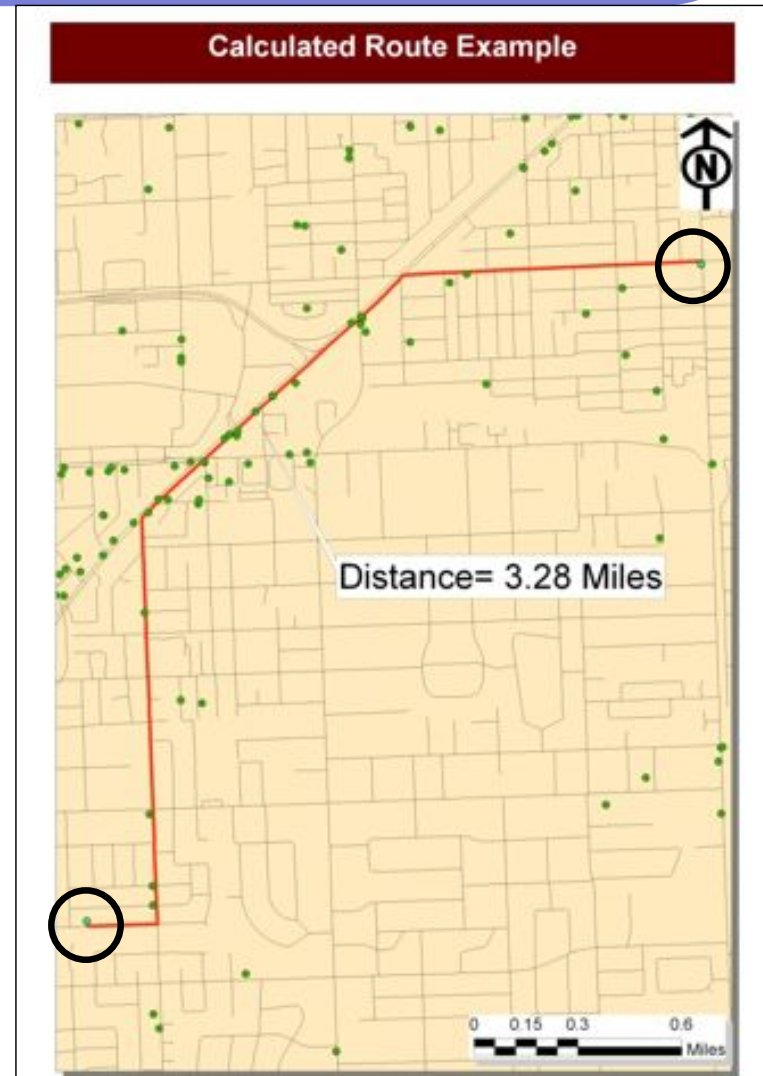 Calculated Route Example
N
Distance= 3.28 Miles
0 0.15 0.3 0.6
Miles